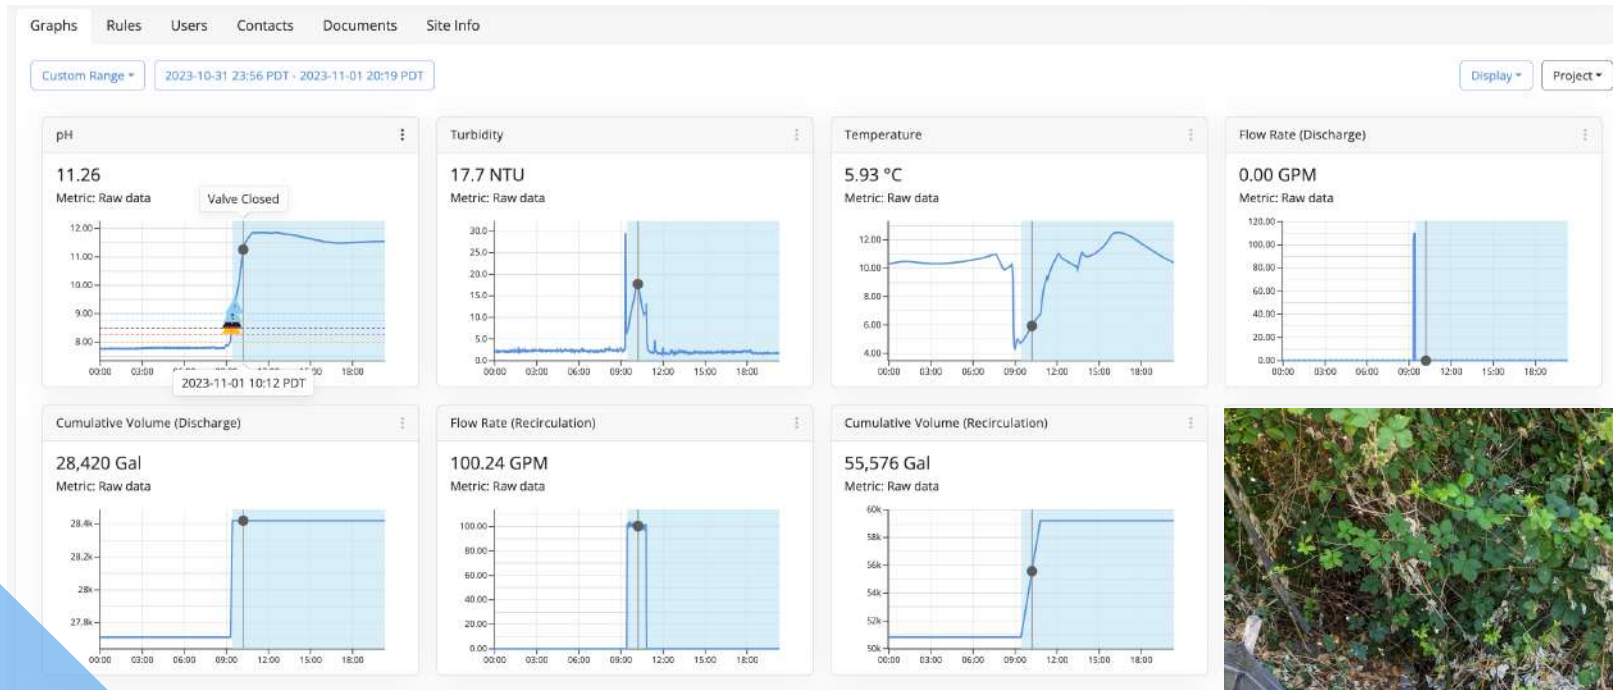 Graphs Rules Users Contacts Documents Site Info
Custom Range 2023-10-31 23:56 PDT - 2023-11-01 20:19 PDT Display Project
pH
11.26
Metric: Raw data
Valve Closed
12.00
11.00
10.00
9.00
8.00
00:00 03:00 18:00
2023-11-01 10:12 PDT
Turbidity
17.7 NTU
Metric: Raw data
30.0
25.0
20.0
15.0
10.0
5.0
0.0
00:00 03:00 06:00 09:00 12:00 15:00 18:00
Temperature
5.93 °C
Metric: Raw data
12.00
10.00
8.00
6.00
4.00
00:00 03:00 06:00 09:00 12:00 15:00 18:00
Flow Rate (Discharge)
0.00 GPM
Metric: Raw data
120.00
100.00
80.00
60.00
40.00
20.00
0.00
00:00 03:00 06:00 09:00 12:00 15:00 18:00
Cumulative Volume (Discharge)
28,420 Gal
Metric: Raw data
28.4k
28.2k
28k
27.8k
00:00 03:00 06:00 09:00 12:00 15:00 18:00
Flow Rate (Recirculation)
100.24 GPM
Metric: Raw data
100.00
80.00
60.00
40.00
20.00
0.00
00:00 03:00 06:00 09:00 12:00 15:00 18:00
Cumulative Volume (Recirculation)
55,576 Gal
Metric: Raw data
60k
58k
56k
54k
52k
50k
00:00 03:00 06:00 09:00 12:00 15:00 18:00